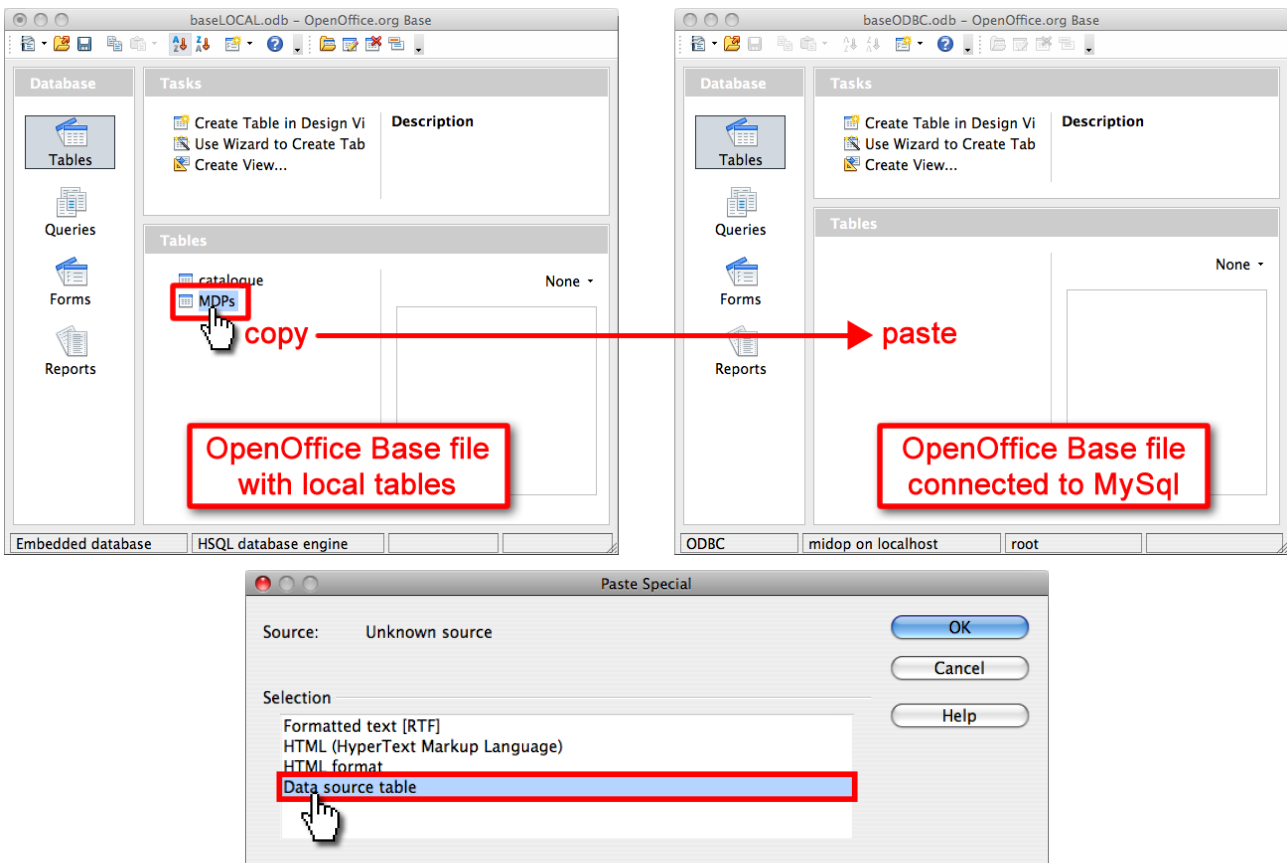 baseLOCAL.odb – OpenOffice.org Base
Database
Tables
Queries
Forms
Reports
Tasks
Create Table in Design Vi
Use Wizard to Create Tab
Create View...
Description
Tables
catalogue
MDPs
None
copy
OpenOffice Base file
with local tables
Embedded database
HSQL database engine
baseODBC.odb – OpenOffice.org Base
Database
Tables
Queries
Forms
Reports
Tasks
Create Table in Design Vi
Use Wizard to Create Tab
Create View...
Description
Tables
None
paste
OpenOffice Base file
connected to MySql
ODBC
midop on localhost
root
Paste Special
Source: Unknown source
Selection
Formatted text [RTF]
HTML (HyperText Markup Language)
HTML format
Data source table
OK
Cancel
Help